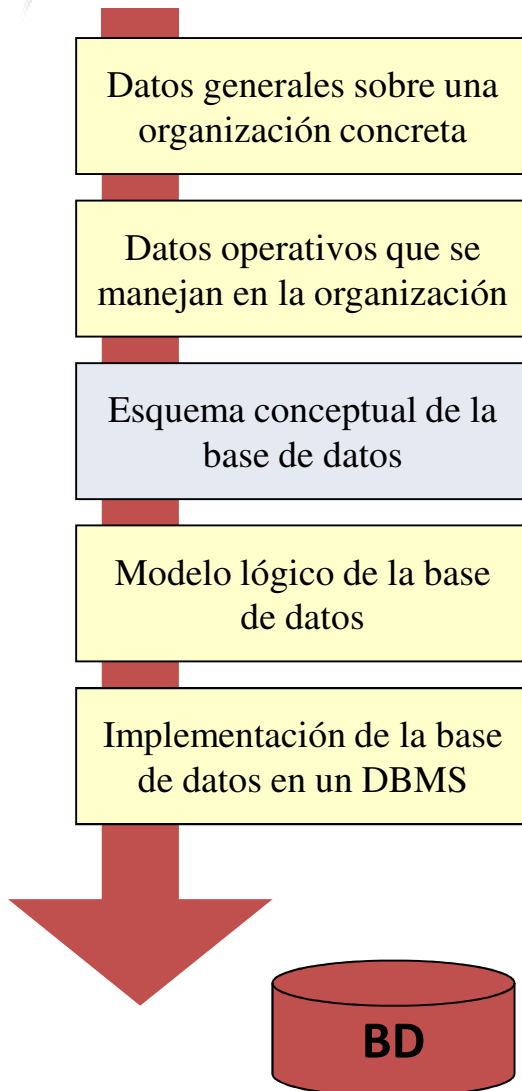 Datos generales sobre una
organización concreta
Datos operativos que se
manejan en la organización
Esquema conceptual de la
base de datos
Modelo lógico de la base
de datos
Implementación de la base
de datos en un DBMS
BD